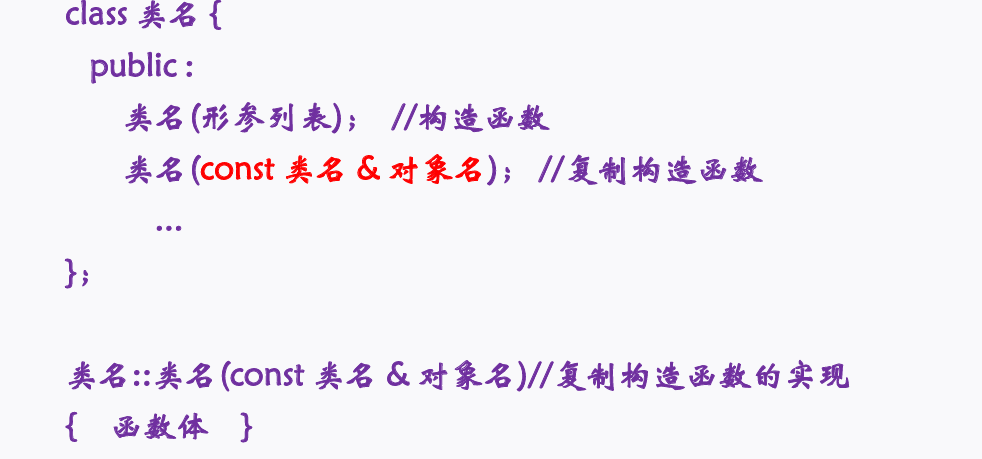 class 类名 {
public :
类名(形参列表)； //构造函数
类名(const 类名 & 对象名)； //复制构造函数
...
}；
类名::类名(const 类名 & 对象名)//复制构造函数的实现
{ 函数体 }